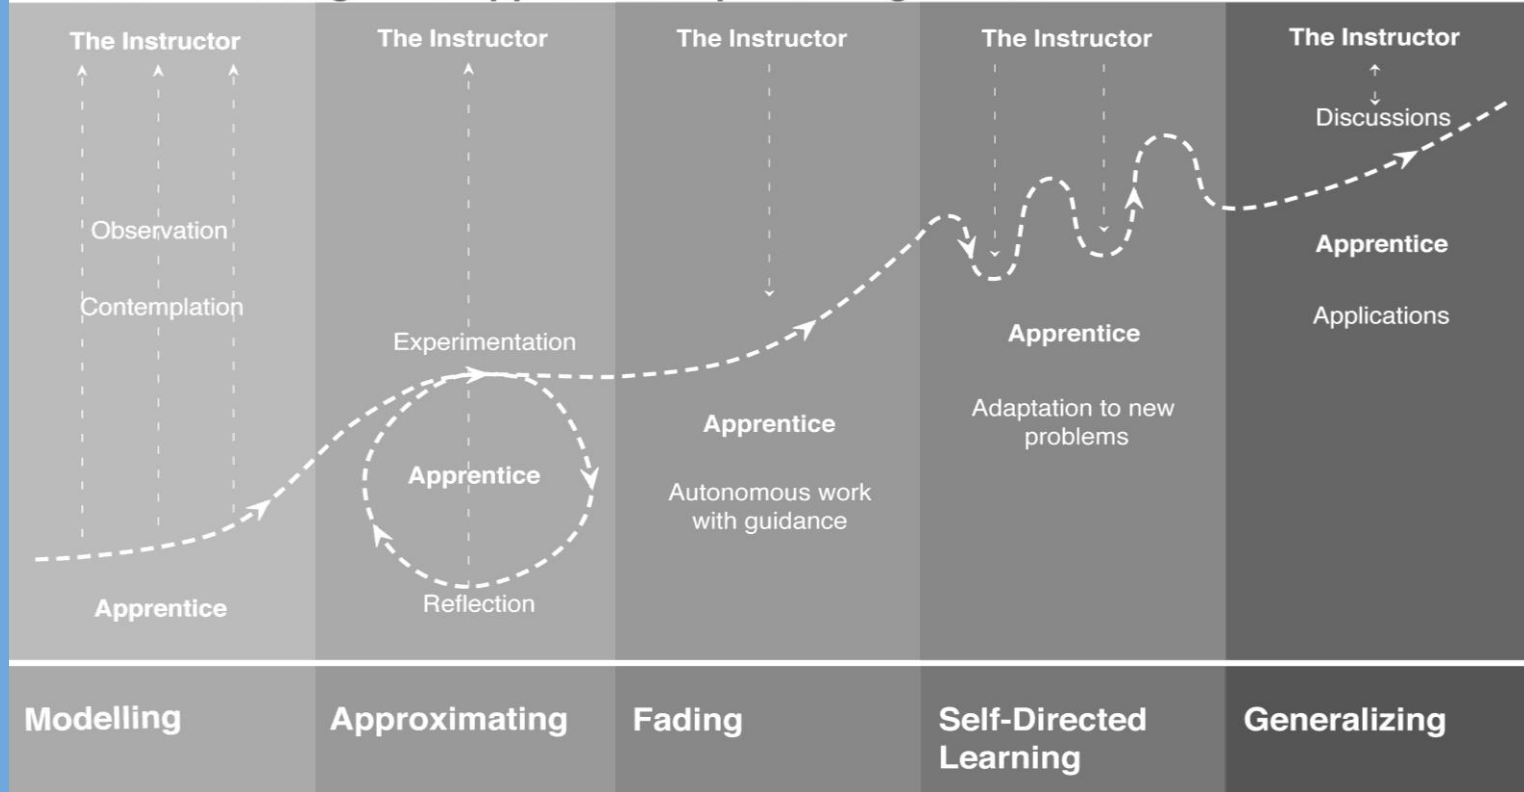 The Instructor
Observation
Contemplation
Apprentice
Modelling
The Instructor
Experimentation
Apprentice
Reflection
Approximating
The Instructor
Apprentice
Autonomous work
with guidance
Fading
The Instructor
Apprentice
Adaptation to new
problems
Self-Directed
Learning
The Instructor
Discussions
Apprentice
Applications
Generalizing